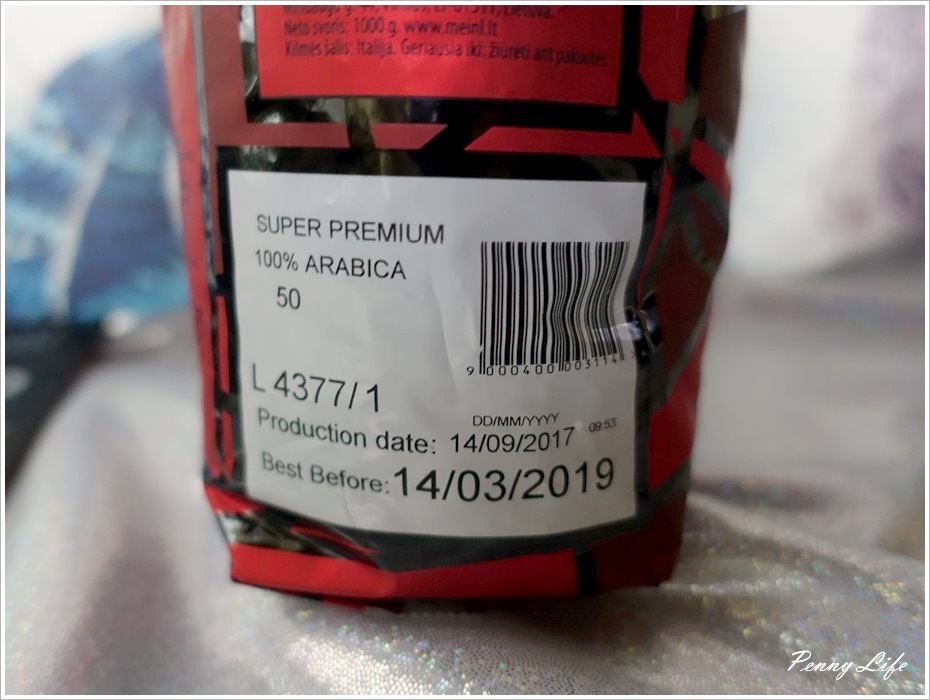 Neto svoris: 1000 g. www.meinl.lt
Kilmės šalis: Italija. Geriausia iki: žiūrėti ant pakuotės.
SUPER PREMIUM
100% ARABICA
50
9 000400 003114 >
L 4377/1
DD/MM/YYYY
Production date: 14/09/2017 09:53
Best Before: 14/03/2019
Penny Life